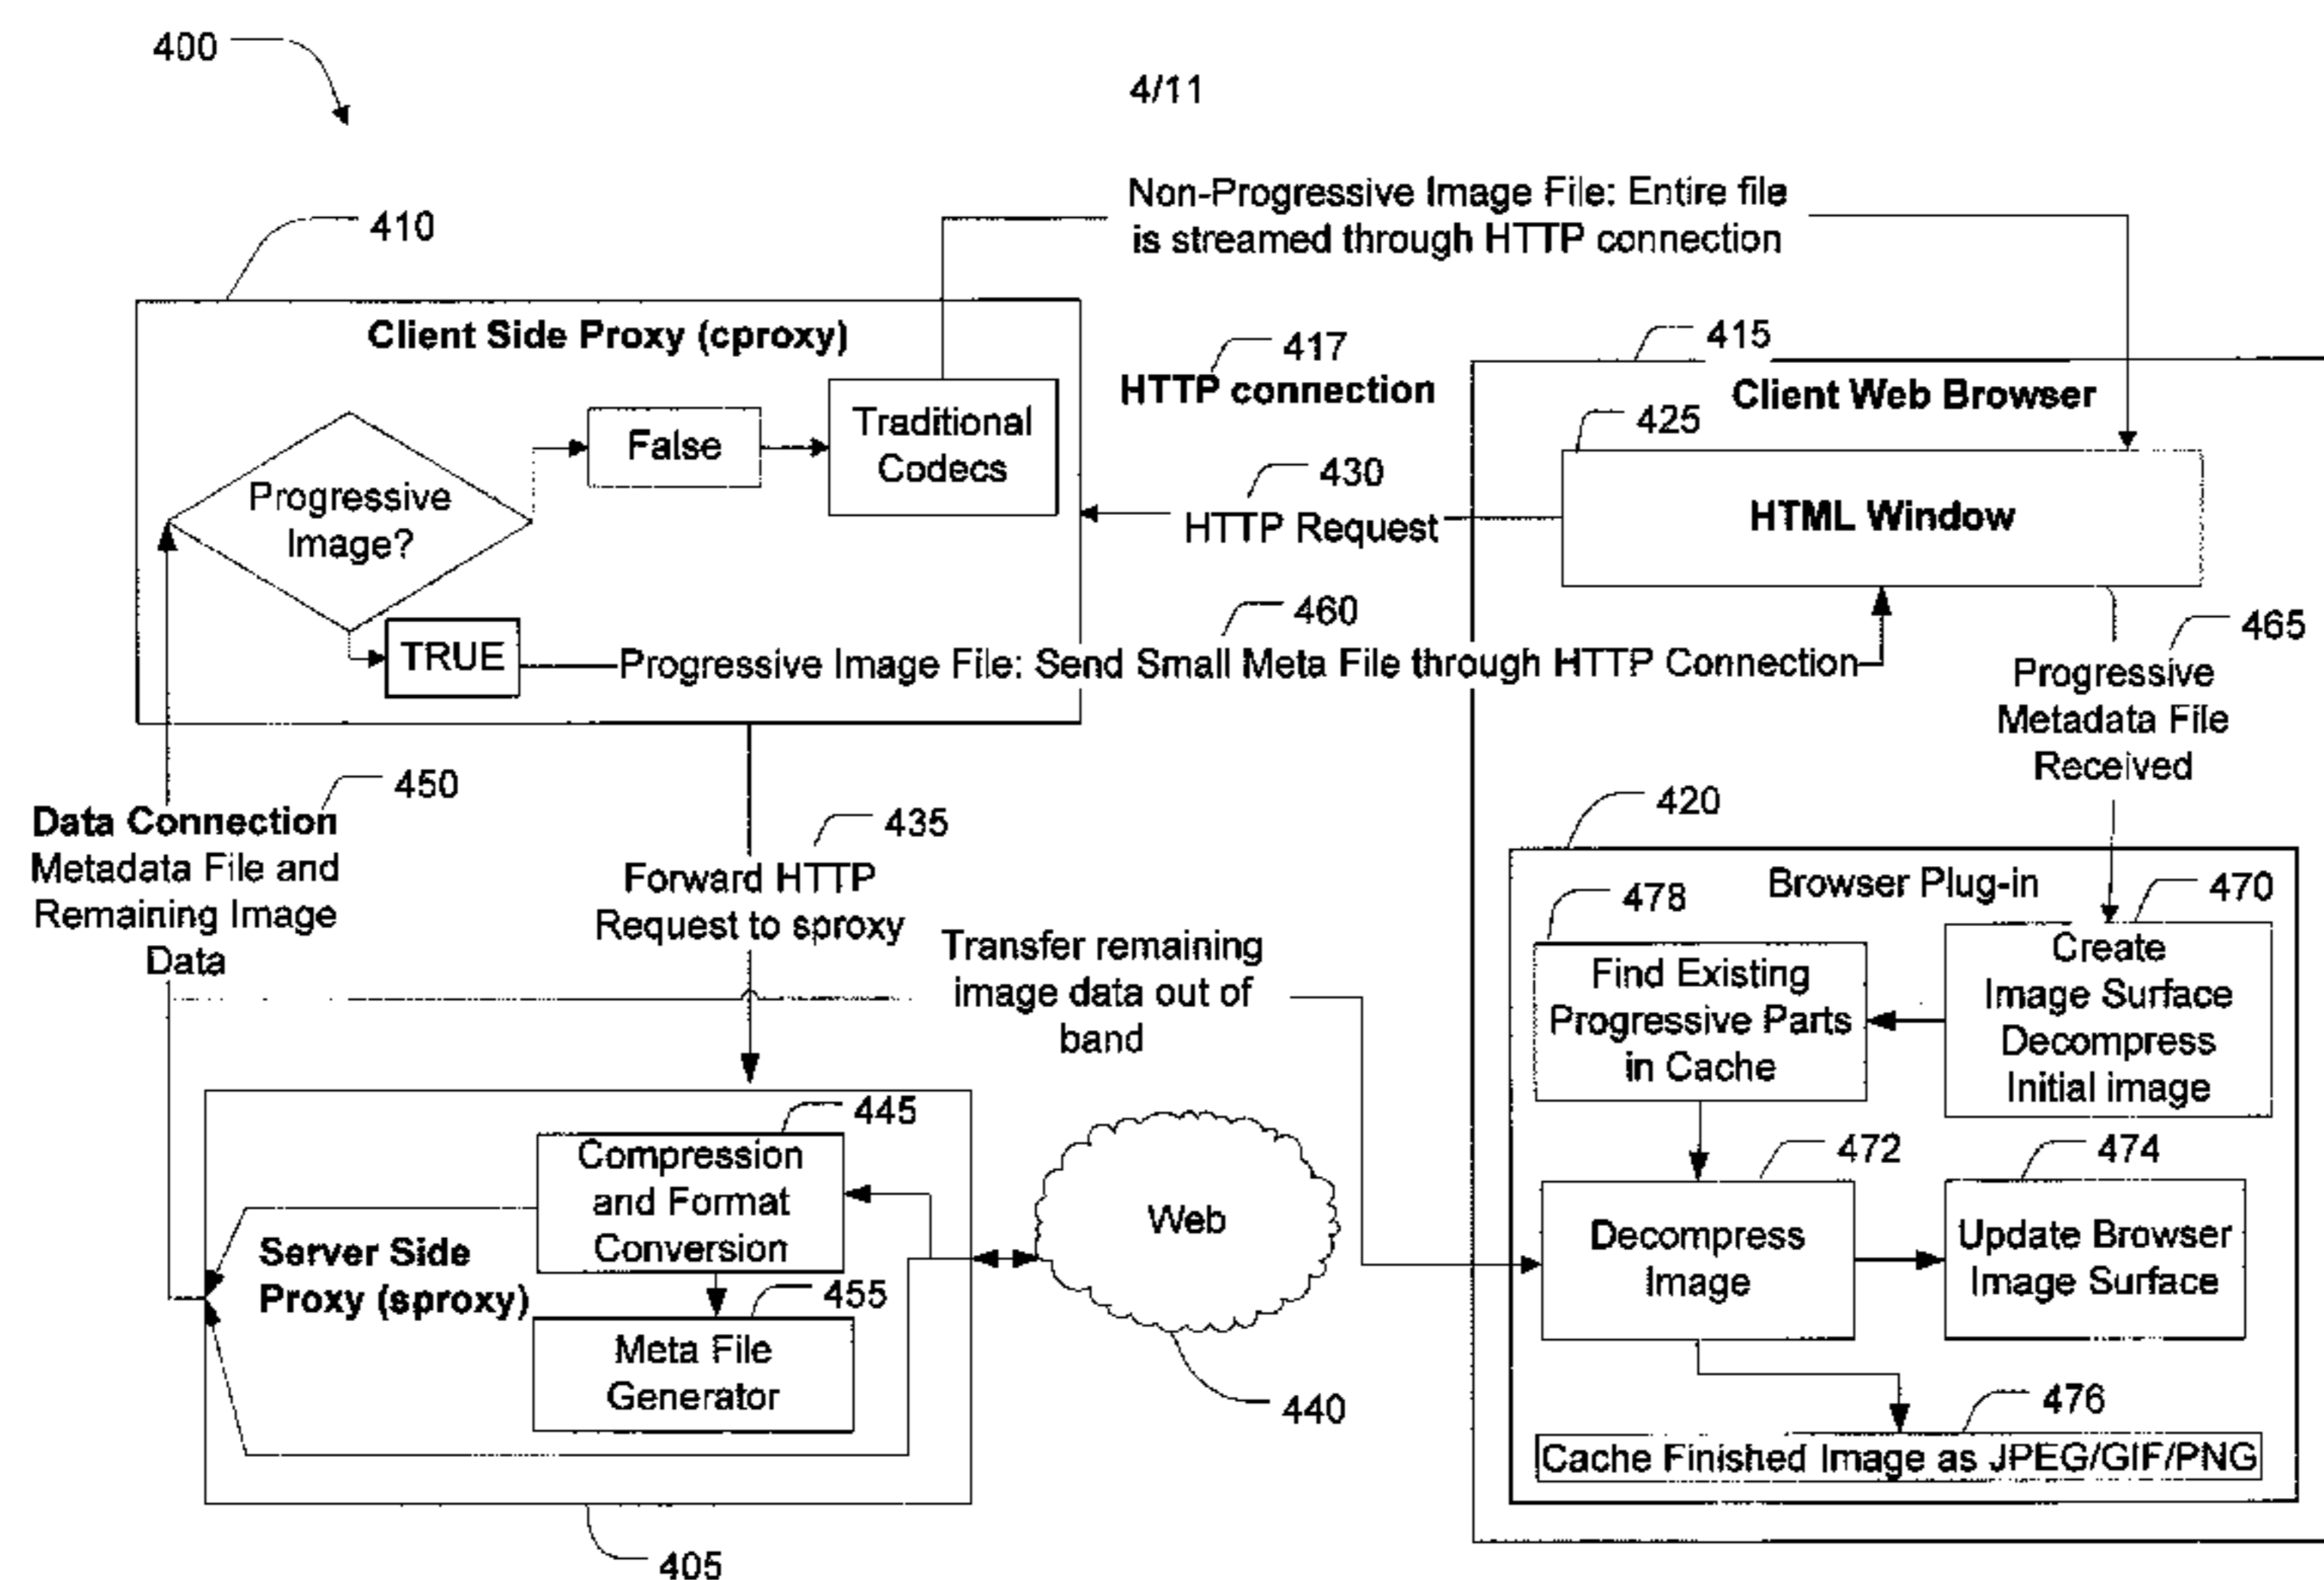 400
4/11
Non-Progressive Image File: Entire file
is streamed through HTTP connection
410
Client Side Proxy (cproxy)
417
HTTP connection
415
Client Web Browser
425
False
Traditional
Codecs
Progressive
Image?
430
HTTP Request
HTML Window
460
465
TRUE
Progressive Image File: Send Small Meta File through HTTP Connection
Progressive
Metadata File
Received
450
Data Connection
Metadata File and
Remaining Image
Data
435
Forward HTTP
Request to sproxy
Transfer remaining
image data out of
band
420
Browser Plug-in
478
470
Find Existing
Progressive Parts
in Cache
Create
Image Surface
Decompress
Initial image
445
Compression
and Format
Conversion
Server Side
Proxy (sproxy)
455
Meta File
Generator
Web
440
472
474
Decompress
Image
Update Browser
Image Surface
476
Cache Finished Image as JPEG/GIF/PNG
405